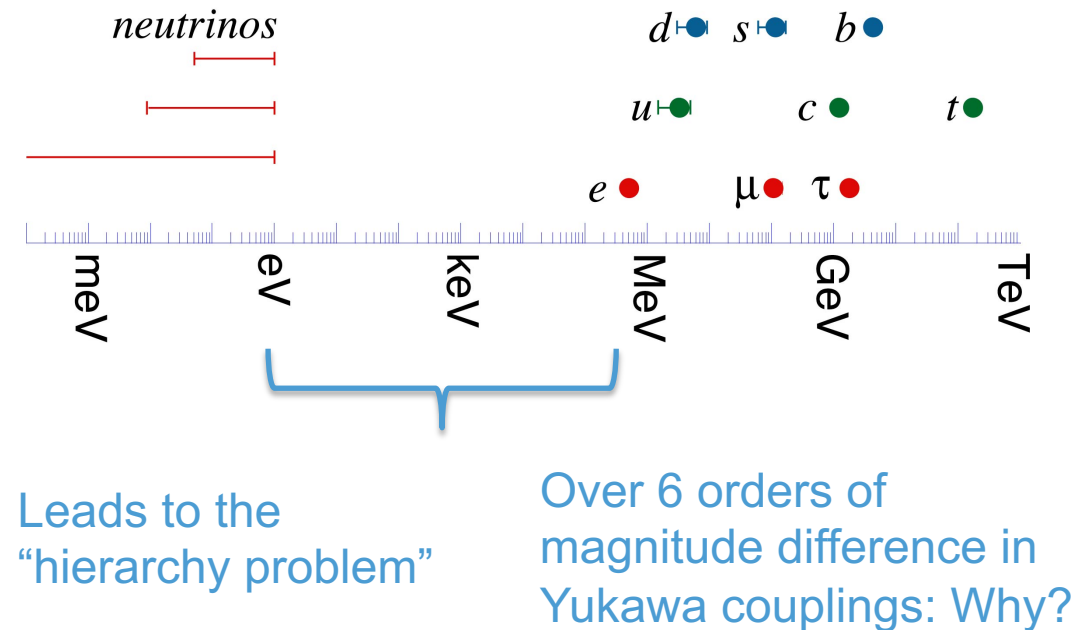 neutrinos
d s b
u c t
e μ τ
meV eV keV MeV GeV TeV
Leads to the
“hierarchy problem”
Over 6 orders of
magnitude difference in
Yukawa couplings: Why?